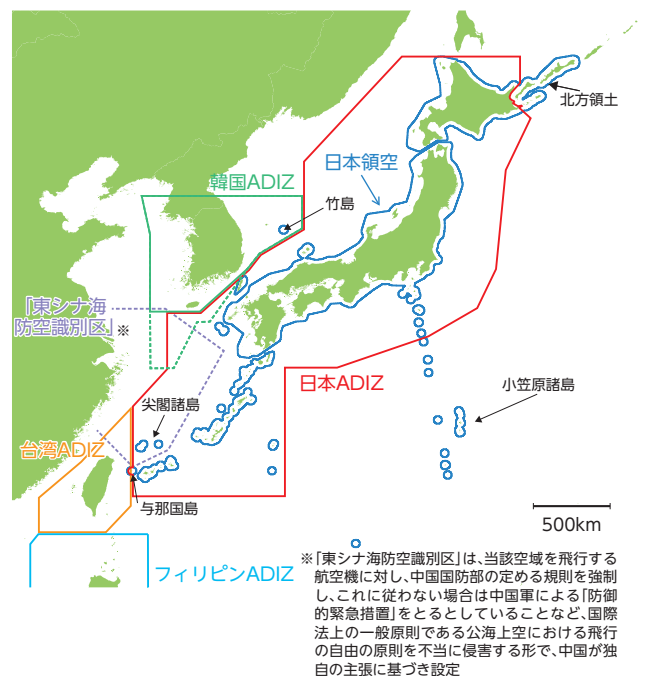 北方領土
日本領空
韓国ADIZ
竹島
「東シナ海
防空識別区」※
日本ADIZ
小笠原諸島
尖閣諸島
台湾ADIZ
与那国島
500km
フィリピンADIZ
※「東シナ海防空識別区」は、当該空域を飛行する
航空機に対し、中国国防部の定める規則を強制
し、これに従わない場合は中国軍による「防御
的緊急措置」をとるとしていることなど、国際
法上の一般原則である公海上空における飛行
の自由の原則を不当に侵害する形で、中国が独
自の主張に基づき設定